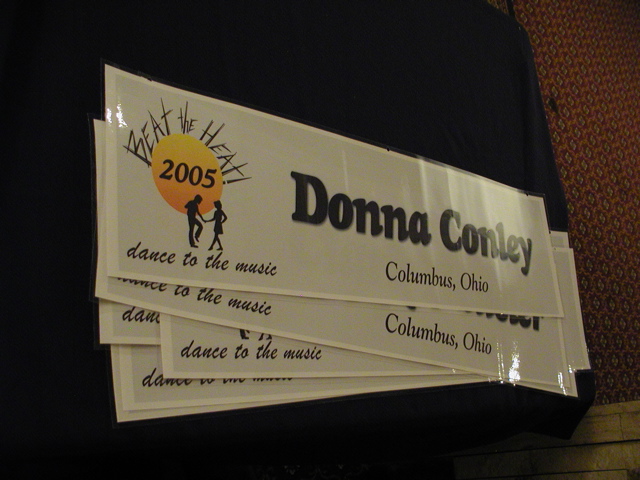 BEAT the HEAT!
2005
dance to the music
Donna Conley
Columbus, Ohio
dance to the music
Columbus, Ohio
dance to the music